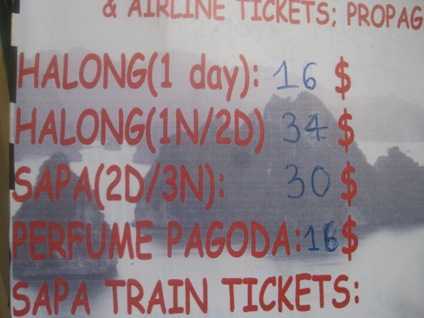 & AIRLINE TICKETS; PROPAG
HALONG(1 day): 16 $
HALONG(1N/2D) 34 $
SAPA(2D/3N): 30 $
PERFUME PAGODA: 16 $
SAPA TRAIN TICKETS: